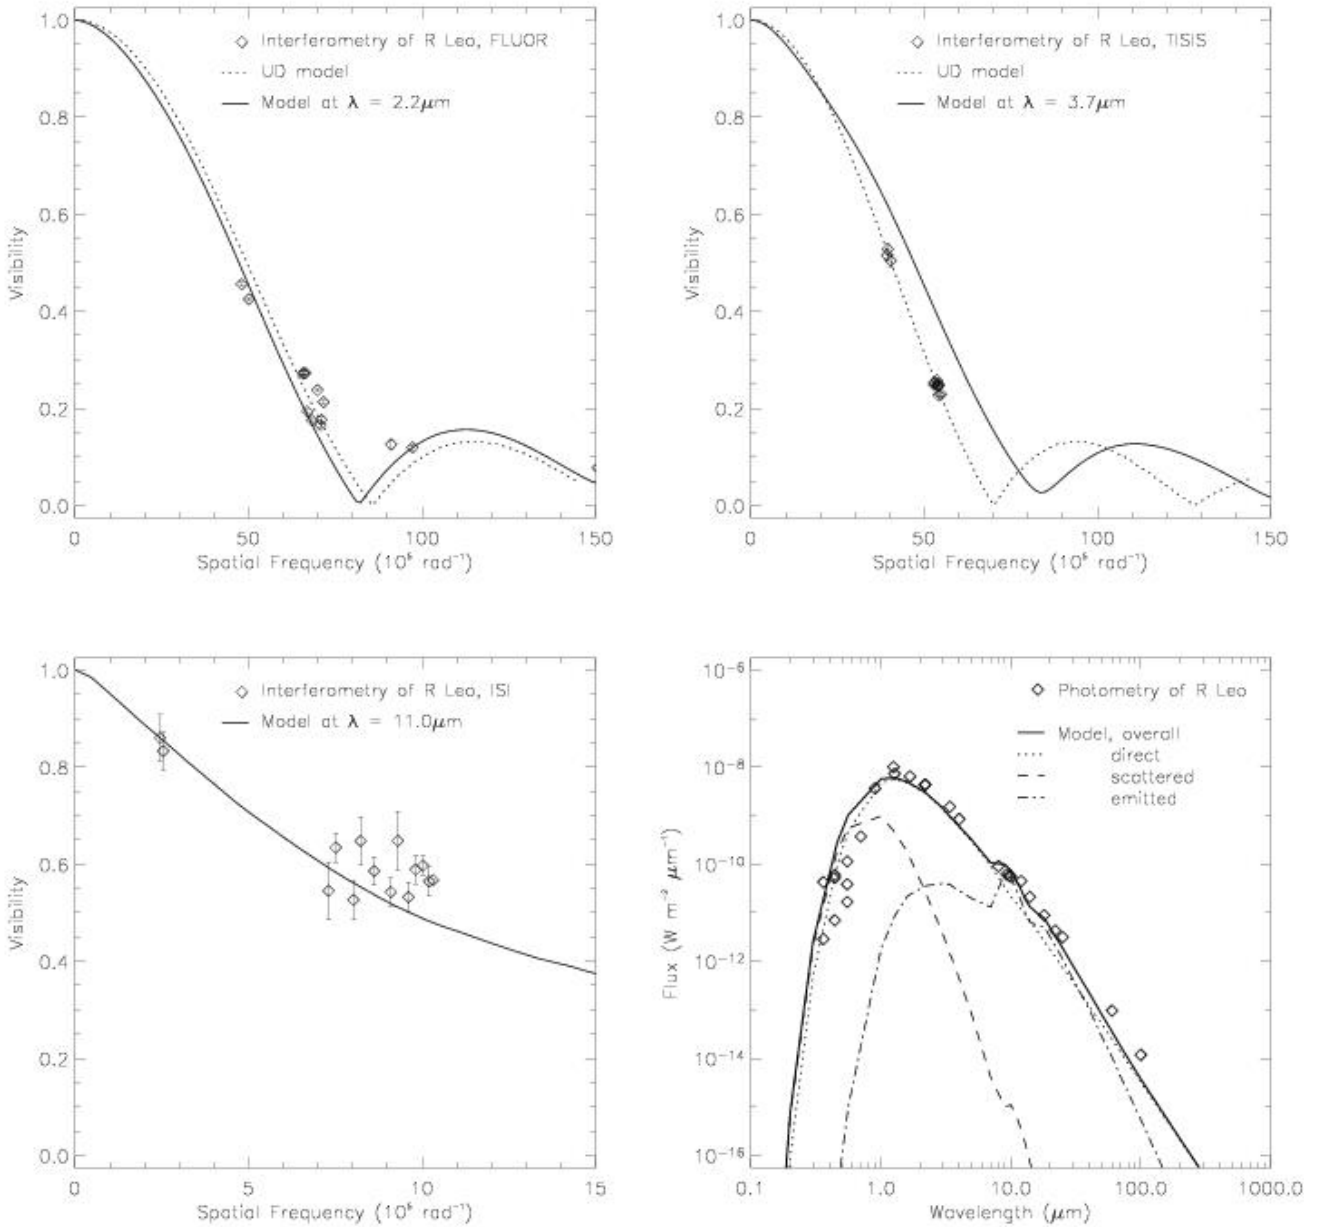 1.0
0.8
0.6
0.4
0.2
0.0
Visibility
Interferometry of R Leo, FLUOR
UD model
Model at λ = 2.2μm
0 50 100 150
Spatial Frequency (10⁶ rad⁻¹)
1.0
0.8
0.6
0.4
0.2
0.0
Visibility
Interferometry of R Leo, TISIS
UD model
Model at λ = 3.7μm
0 50 100 150
Spatial Frequency (10⁶ rad⁻¹)
1.0
0.8
0.6
0.4
0.2
0.0
Visibility
Interferometry of R Leo, ISI
Model at λ = 11.0μm
0 5 10 15
Spatial Frequency (10⁶ rad⁻¹)
10⁻⁶
10⁻⁸
10⁻¹⁰
10⁻¹²
10⁻¹⁴
10⁻¹⁶
Flux (W m⁻² μm⁻¹)
Photometry of R Leo
Model, overall
direct
scattered
emitted
0.1 1.0 10.0 100.0 1000.0
Wavelength (μm)